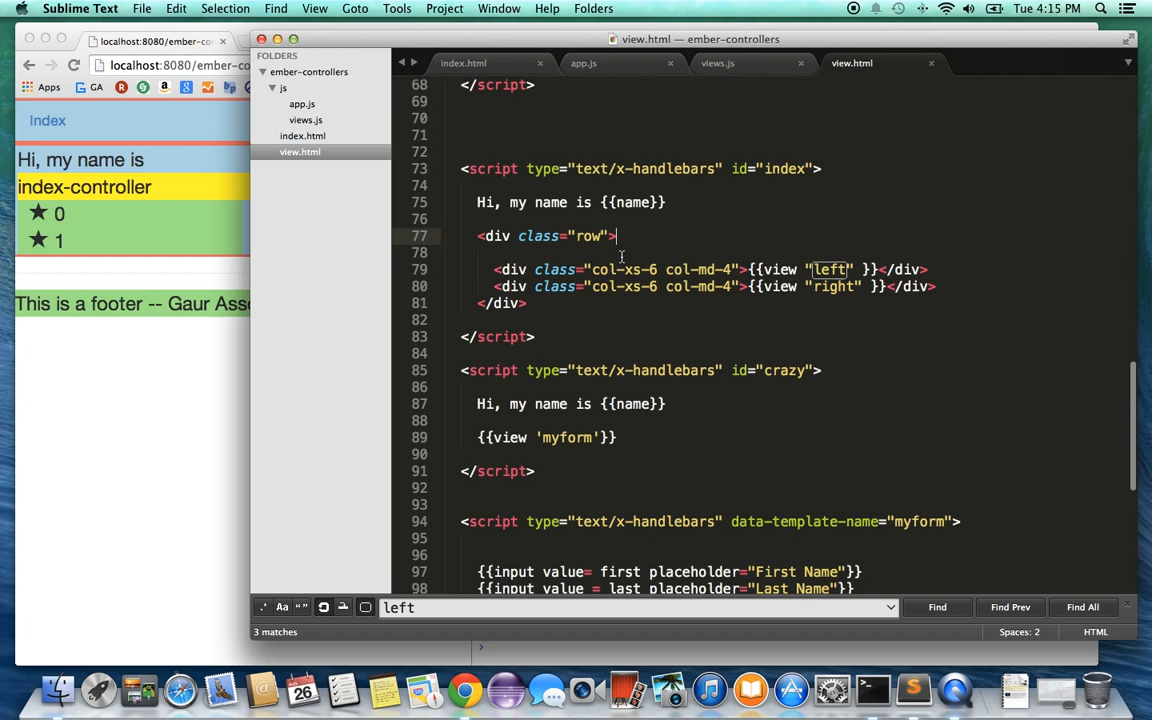 Sublime Text File Edit Selection Find View Goto Tools Project Window Help Folders Tue 4:15 PM
localhost:8080/ember-co
view.html — ember-controllers
FOLDERS
ember-controllers
js
app.js
views.js
index.html
view.html
index.html app.js views.js view.html
localhost:8080/ember-co
Apps GA
Index
Hi, my name is
index-controller
★ 0
★ 1
This is a footer -- Gaur Asso
68 </script>
69
70
71
72
73 <script type="text/x-handlebars" id="index">
74
75 Hi, my name is {{name}}
76
77 <div class="row">
78
79 <div class="col-xs-6 col-md-4">{{view "left" }}</div>
80 <div class="col-xs-6 col-md-4">{{view "right" }}</div>
81 </div>
82
83 </script>
84
85 <script type="text/x-handlebars" id="crazy">
86
87 Hi, my name is {{name}}
88
89 {{view 'myform'}}
90
91 </script>
92
93
94 <script type="text/x-handlebars" data-template-name="myform">
95
96
97 {{input value= first placeholder="First Name"}}
98 {{input value = last placeholder="Last Name"}}
.* Aa “” left Find Find Prev Find All
3 matches Spaces: 2 HTML
AUG
26